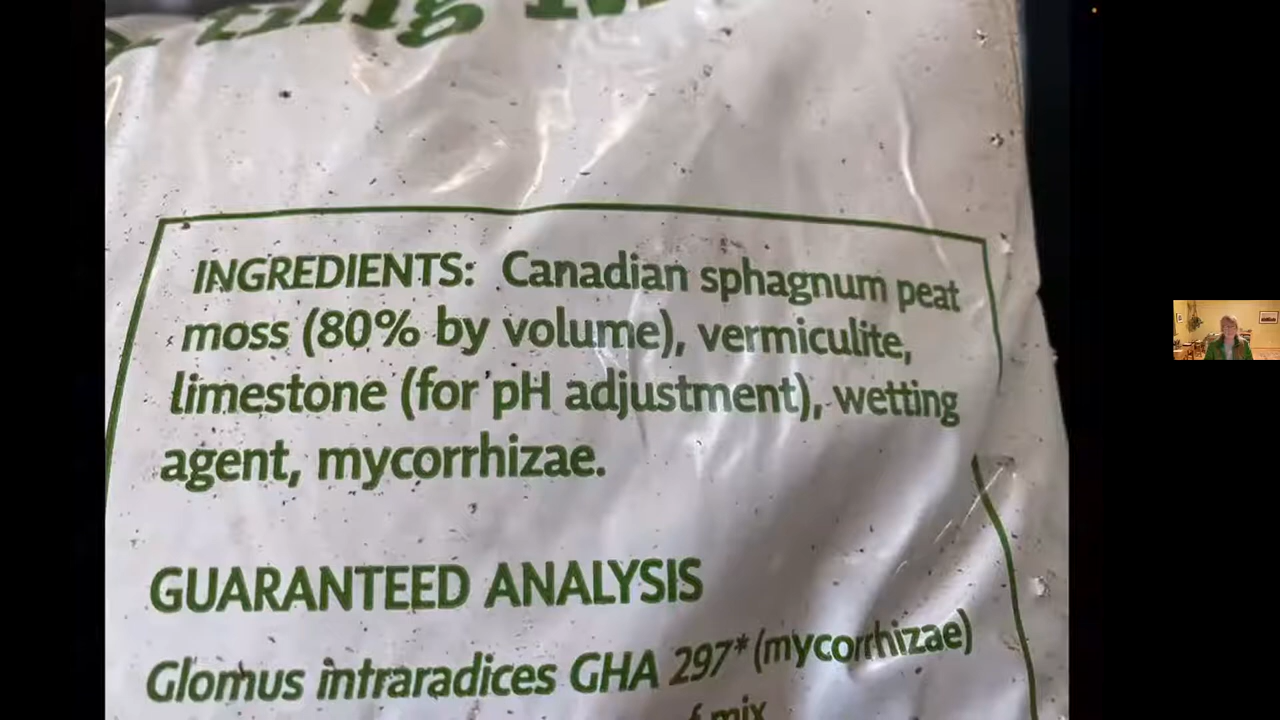 INGREDIENTS: Canadian sphagnum peat
moss (80% by volume), vermiculite,
limestone (for pH adjustment), wetting
agent, mycorrhizae.
GUARANTEED ANALYSIS
Glomus intraradices GHA 297* (mycorrhizae)
mix